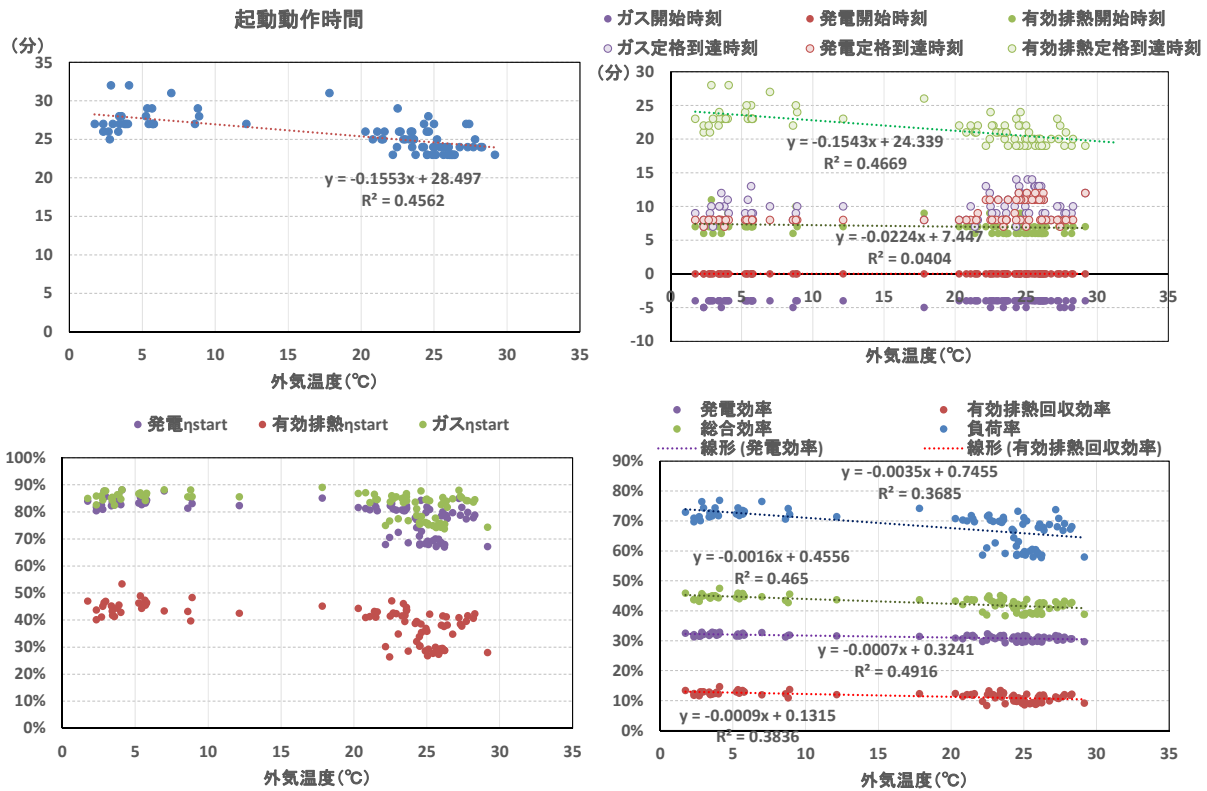 起動動作時間
（分）
35
30
25
20
15
10
5
0
y = -0.1553x + 28.497
R² = 0.4562
0 5 10 15 20 25 30 35
外気温度(℃)
ガス開始時刻 発電開始時刻 有効排熱開始時刻
ガス定格到達時刻 発電定格到達時刻 有効排熱定格到達時刻
（分）
30
25
20
15
10
5
0
-5
-10
y = -0.1543x + 24.339
R² = 0.4669
y = -0.0224x + 7.447
R² = 0.0404
0 5 10 15 20 25 30 35
外気温度(℃)
発電ηstart 有効排熱ηstart ガスηstart
100%
90%
80%
70%
60%
50%
40%
30%
20%
10%
0%
0 5 10 15 20 25 30 35
外気温度(℃)
発電効率 有効排熱回収効率
総合効率 負荷率
線形 (発電効率) 線形 (有効排熱回収効率)
90%
80%
70%
60%
50%
40%
30%
20%
10%
0%
y = -0.0035x + 0.7455
R² = 0.3685
y = -0.0016x + 0.4556
R² = 0.465
y = -0.0007x + 0.3241
R² = 0.4916
y = -0.0009x + 0.1315
R² = 0.3836
0 5 10 15 20 25 30 35
外気温度(℃)